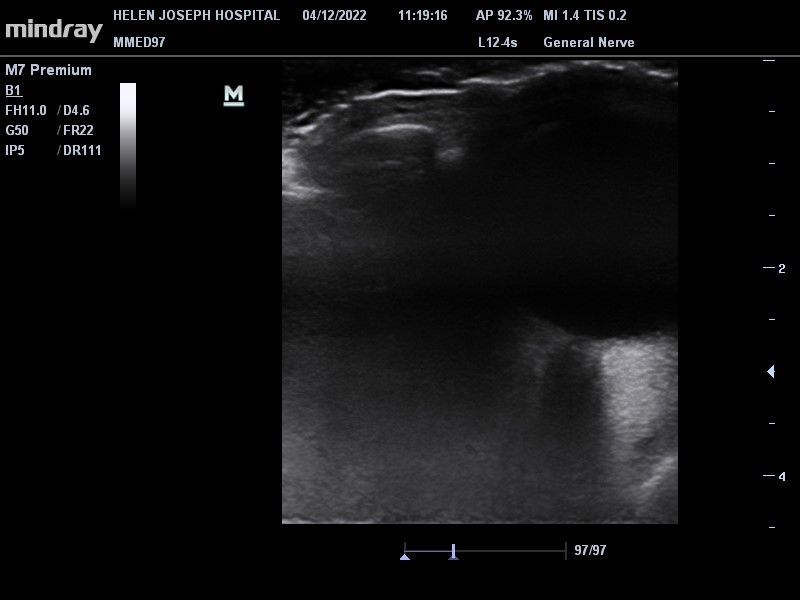 mindray
HELEN JOSEPH HOSPITAL 04/12/2022 11:19:16 AP 92.3% MI 1.4 TIS 0.2
MMED97 L12-4s General Nerve
M7 Premium
B1
FH11.0 / D4.6
G50 / FR22
IP5 / DR111
M
2
4
97/97